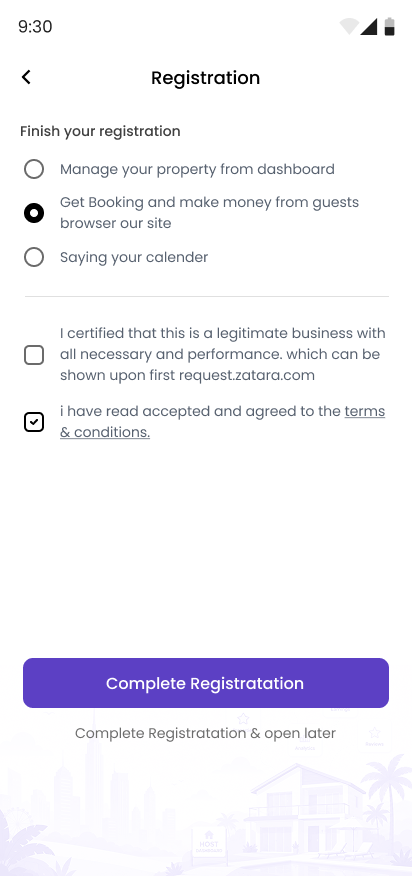 9:30
Registration
Finish your registration
Manage your property from dashboard
Get Booking and make money from guests
browser our site
Saying your calender
I certified that this is a legitimate business with
all necessary and performance. which can be
shown upon first request.zatara.com
i have read accepted and agreed to the terms
& conditions.
Complete Registratation
Complete Registratation & open later
HOST